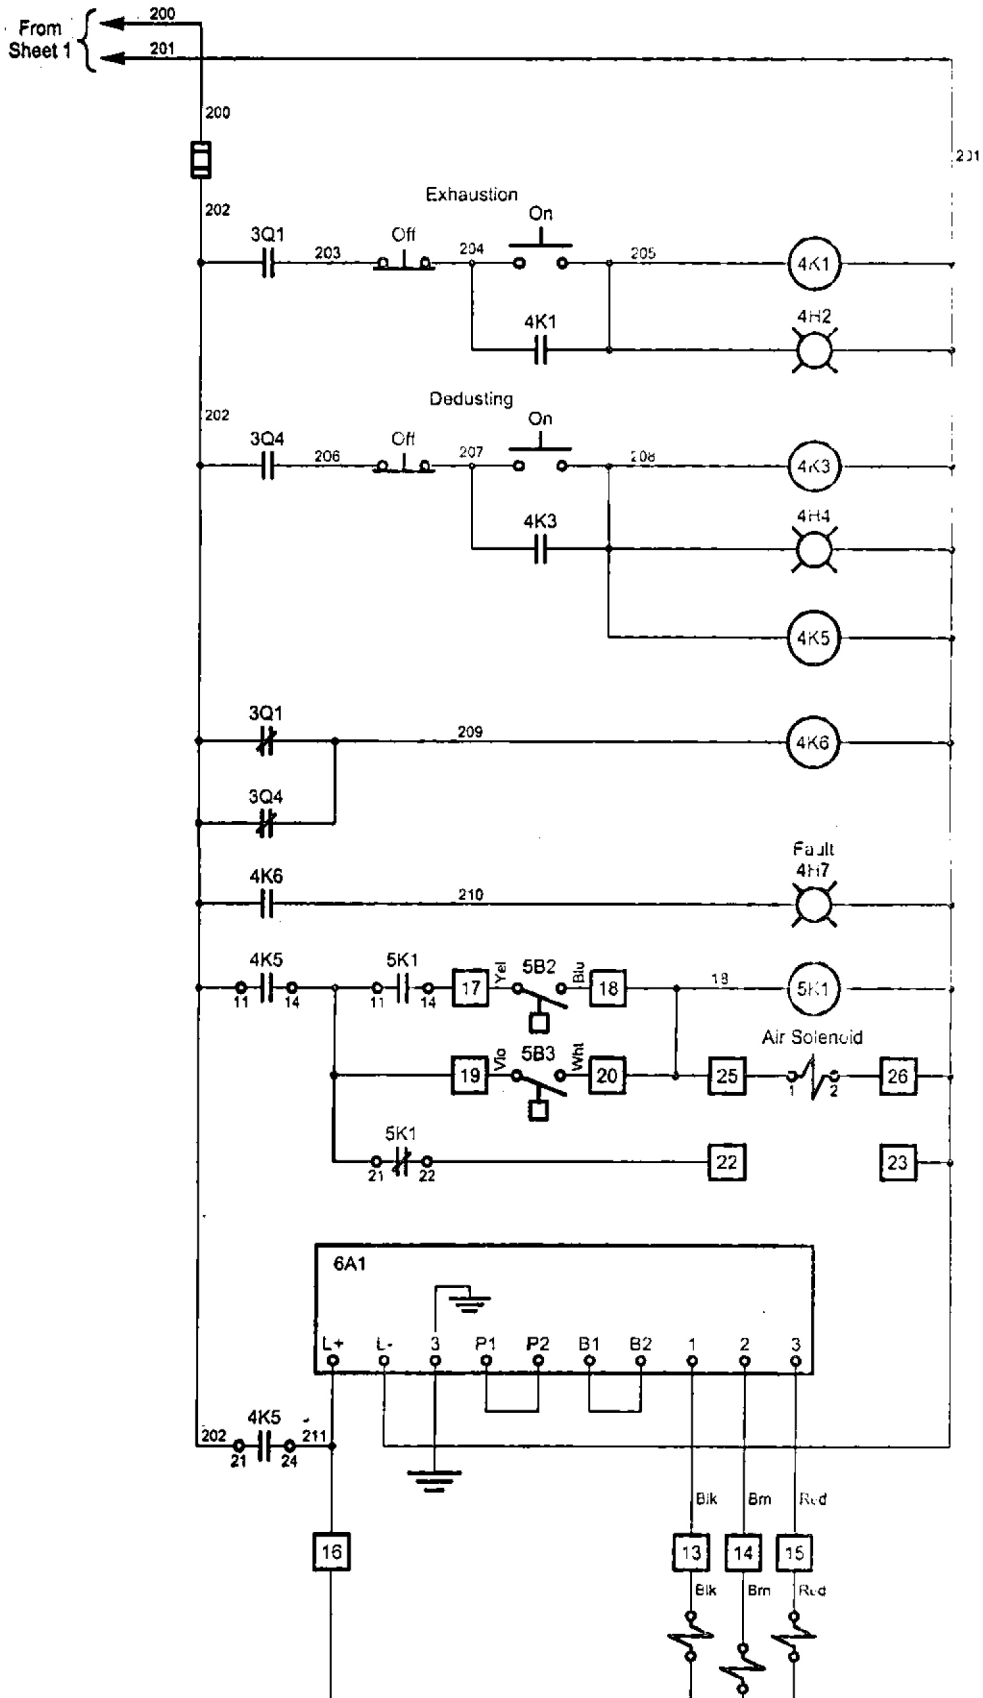 200
From
Sheet 1
201
200
201
202
Exhaustion
On
3Q1 203 Off 204 205 4K1
4K1 4H2
Dedusting
202 On
3Q4 206 Off 207 208 4K3
4K3 4H4
4K5
3Q1 209 4K6
3Q4
Fault
4H7
4K6 210
4K5 5K1 Yel 5B2 Blu 18 5K1
11 14 11 14 17 18
Air Solenoid
Vio 5B3 Wht
19 20 25 1 2 26
5K1
21 22 22 23
6A1
L+ L- 3 P1 P2 B1 B2 1 2 3
4K5
202 211
21 24
Blk Brn Red
16 13 14 15
Blk Brn Red